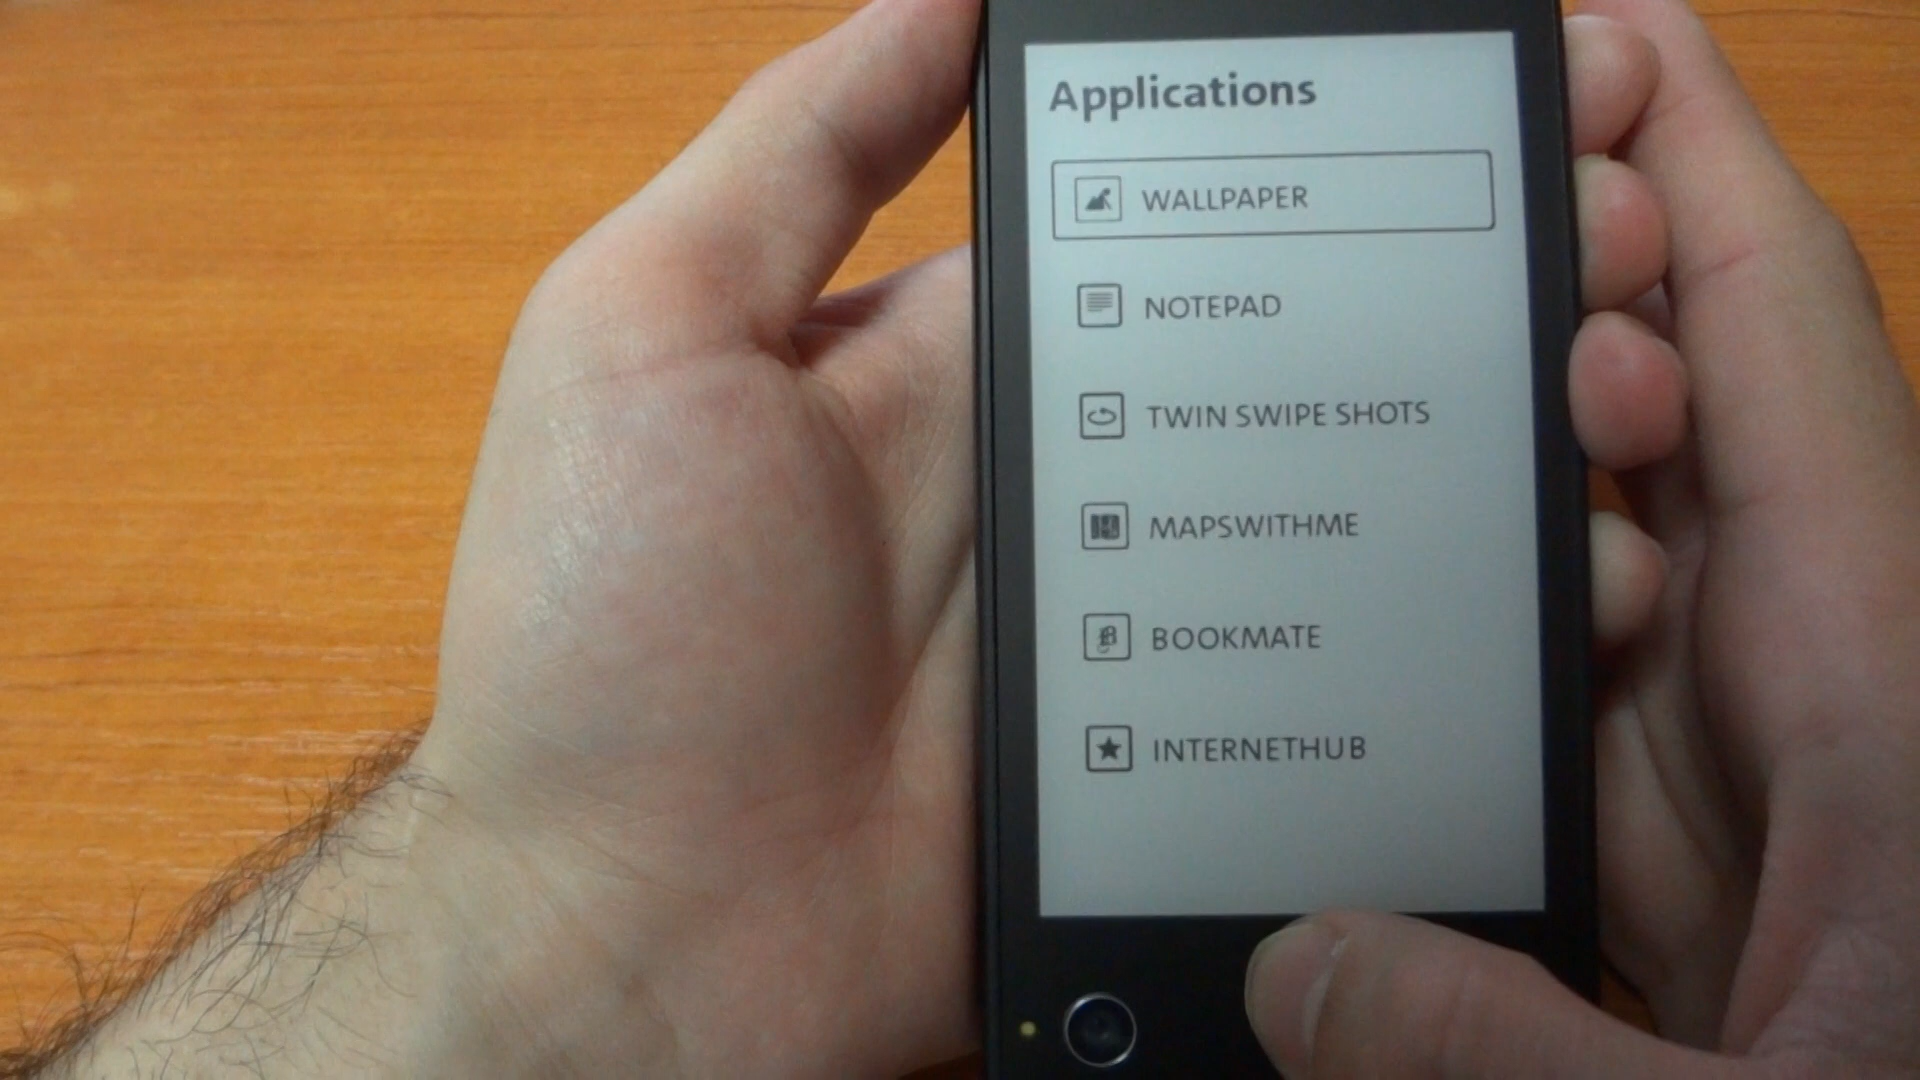 Applications
WALLPAPER
NOTEPAD
TWIN SWIPE SHOTS
MAPSWITHME
BOOKMATE
INTERNETHUB